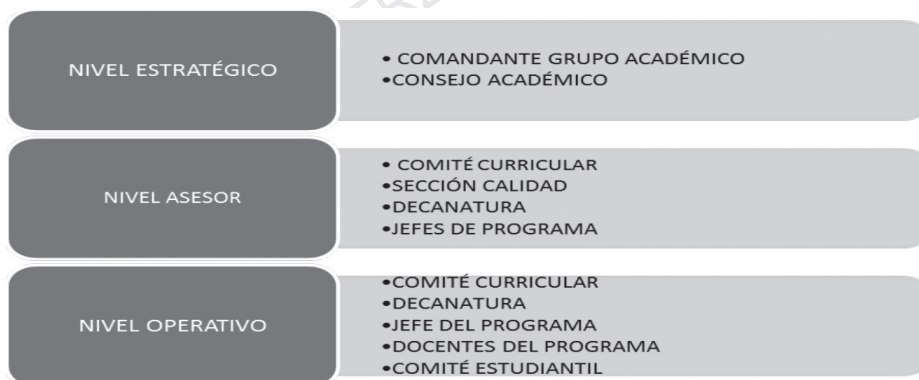 NIVEL ESTRATÉGICO
• COMANDANTE GRUPO ACADÉMICO
•CONSEJO ACADÉMICO
NIVEL ASESOR
• COMITÉ CURRICULAR
•SECCIÓN CALIDAD
•DECANATURA
•JEFES DE PROGRAMA
NIVEL OPERATIVO
•COMITÉ CURRICULAR
•DECANATURA
•JEFE DEL PROGRAMA
•DOCENTES DEL PROGRAMA
•COMITÉ ESTUDIANTIL